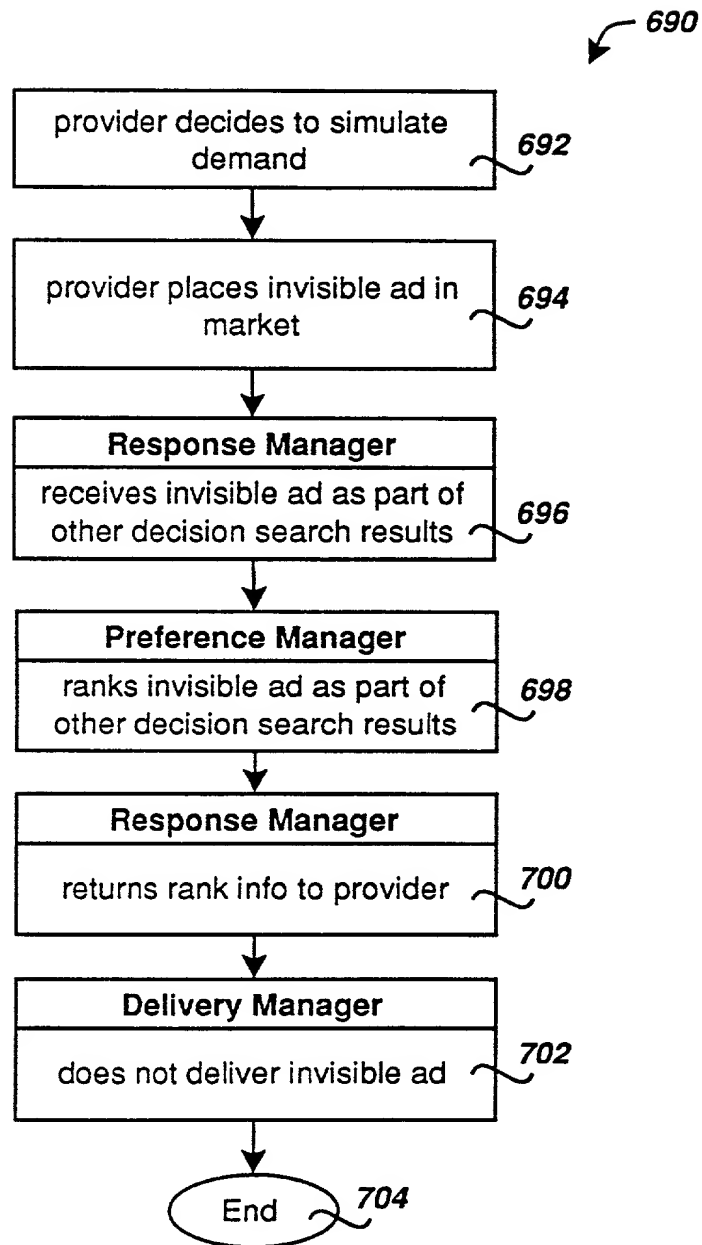 690
provider decides to simulate
demand
692
provider places invisible ad in
market
694
Response Manager
receives invisible ad as part of
other decision search results
696
Preference Manager
ranks invisible ad as part of
other decision search results
698
Response Manager
returns rank info to provider
700
Delivery Manager
does not deliver invisible ad
702
End
704